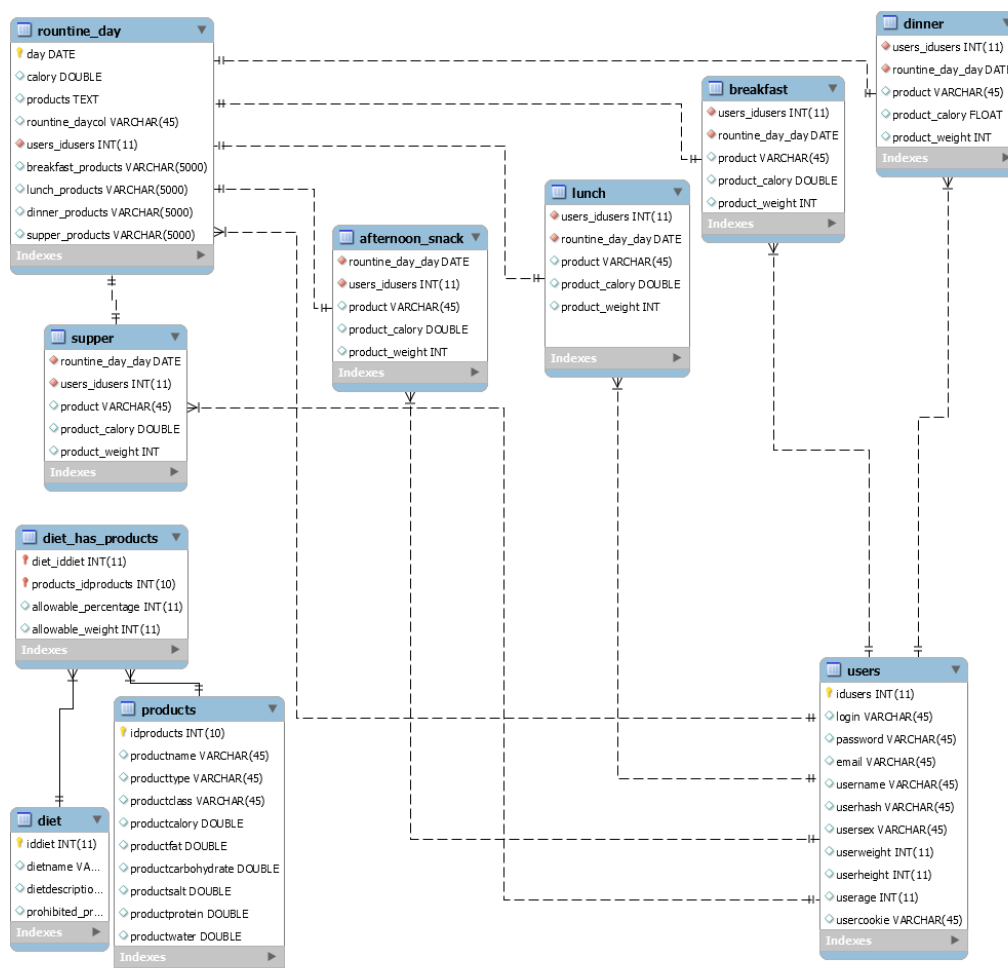 rountine_day
day DATE
calory DOUBLE
products TEXT
rountine_daycol VARCHAR(45)
users_idusers INT(11)
breakfast_products VARCHAR(5000)
lunch_products VARCHAR(5000)
dinner_products VARCHAR(5000)
supper_products VARCHAR(5000)
Indexes
dinner
users_idusers INT(11)
rountine_day_day DATE
product VARCHAR(45)
product_calory FLOAT
product_weight INT
Indexes
breakfast
users_idusers INT(11)
rountine_day_day DATE
product VARCHAR(45)
product_calory DOUBLE
product_weight INT
Indexes
lunch
users_idusers INT(11)
rountine_day_day DATE
product VARCHAR(45)
product_calory DOUBLE
product_weight INT
Indexes
afternoon_snack
rountine_day_day DATE
users_idusers INT(11)
product VARCHAR(45)
product_calory DOUBLE
product_weight INT
Indexes
supper
rountine_day_day DATE
users_idusers INT(11)
product VARCHAR(45)
product_calory DOUBLE
product_weight INT
Indexes
diet_has_products
diet_iddiet INT(11)
products_idproducts INT(10)
allowable_percentage INT(11)
allowable_weight INT(11)
Indexes
products
idproducts INT(10)
productname VARCHAR(45)
producttype VARCHAR(45)
productclass VARCHAR(45)
productcalory DOUBLE
productfat DOUBLE
productcarbohydrate DOUBLE
productsalt DOUBLE
productprotein DOUBLE
productwater DOUBLE
Indexes
diet
iddiet INT(11)
dietname VA...
dietdescriptio...
prohibited_pr...
Indexes
users
idusers INT(11)
login VARCHAR(45)
password VARCHAR(45)
email VARCHAR(45)
username VARCHAR(45)
userhash VARCHAR(45)
usersex VARCHAR(45)
userweight INT(11)
userheight INT(11)
userage INT(11)
usercookie VARCHAR(45)
Indexes